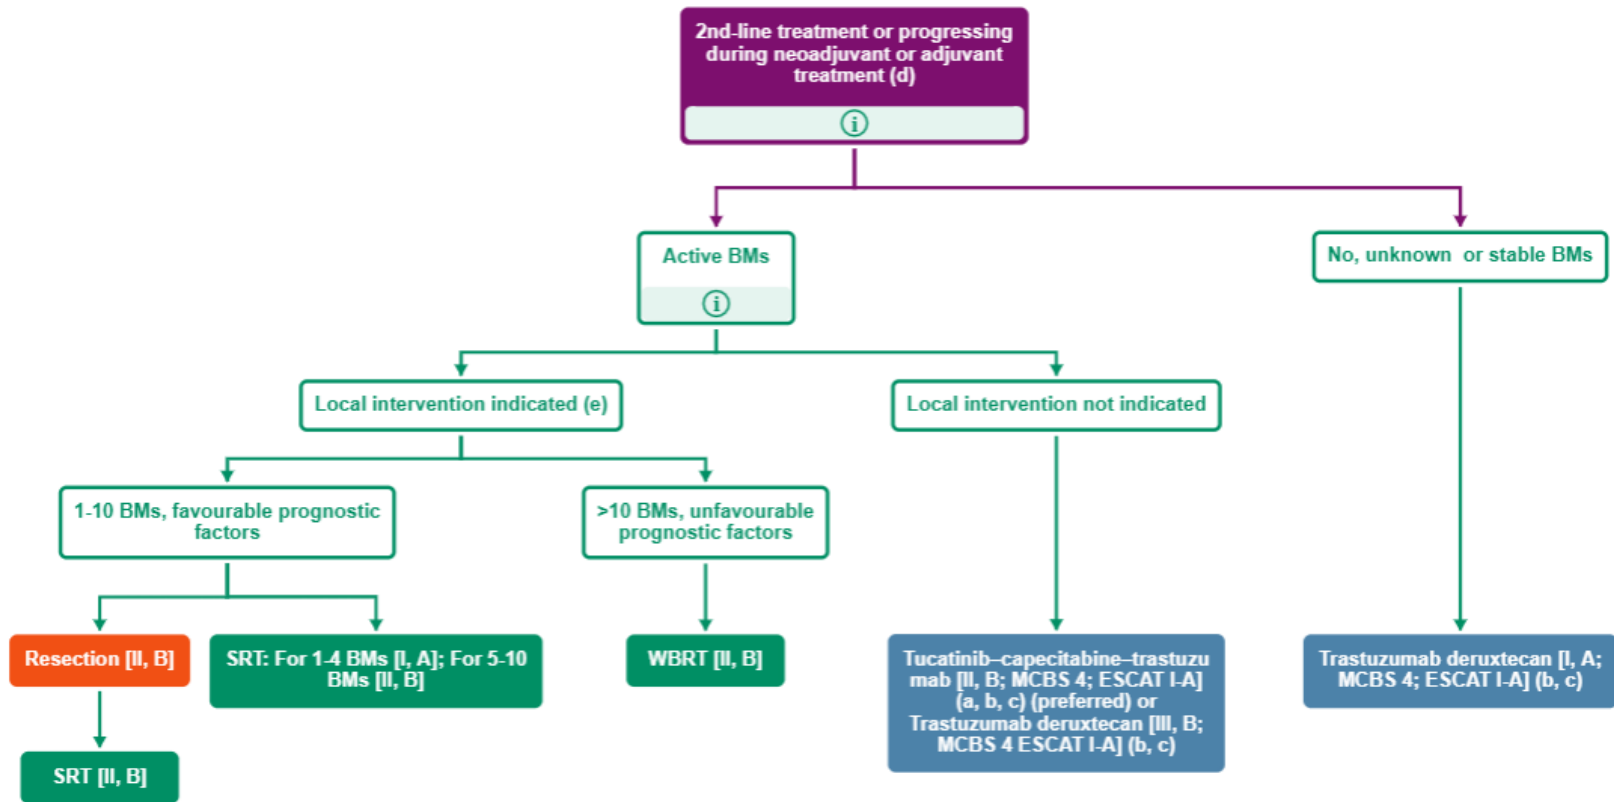 2nd-line treatment or progressing
during neoadjuvant or adjuvant
treatment (d)
i
Active BMs
i
No, unknown or stable BMs
Local intervention indicated (e)
Local intervention not indicated
1-10 BMs, favourable prognostic
factors
>10 BMs, unfavourable
prognostic factors
Resection [II, B]
SRT: For 1-4 BMs [I, A]; For 5-10
BMs [II, B]
WBRT [II, B]
Tucatinib–capecitabine–trastuzu
mab [II, B; MCBS 4; ESCAT I-A]
(a, b, c) (preferred) or
Trastuzumab deruxtecan [III, B;
MCBS 4 ESCAT I-A] (b, c)
Trastuzumab deruxtecan [I, A;
MCBS 4; ESCAT I-A] (b, c)
SRT [II, B]